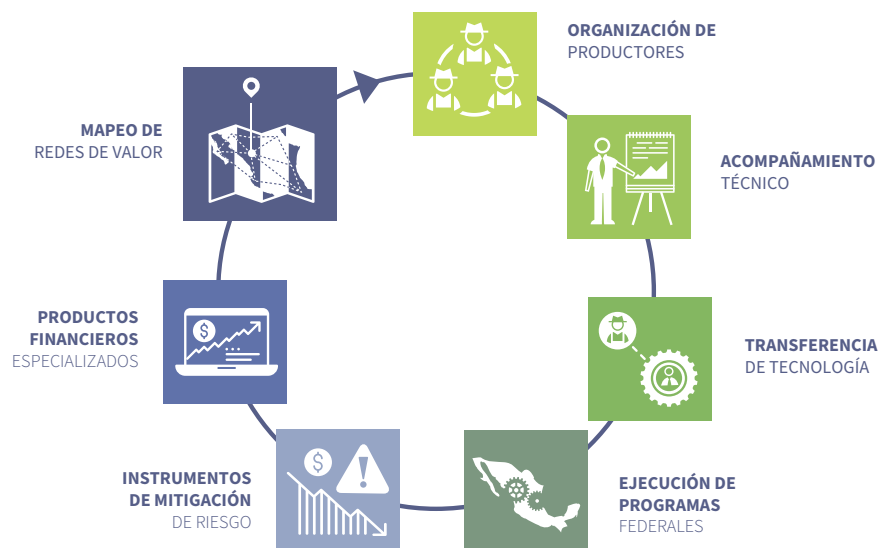 MAPEO DE
REDES DE VALOR
ORGANIZACIÓN DE
PRODUCTORES
ACOMPAÑAMIENTO
TÉCNICO
TRANSFERENCIA
DE TECNOLOGÍA
EJECUCIÓN DE
PROGRAMAS
FEDERALES
$
INSTRUMENTOS
DE MITIGACIÓN
DE RIESGO
$
PRODUCTOS
FINANCIEROS
ESPECIALIZADOS